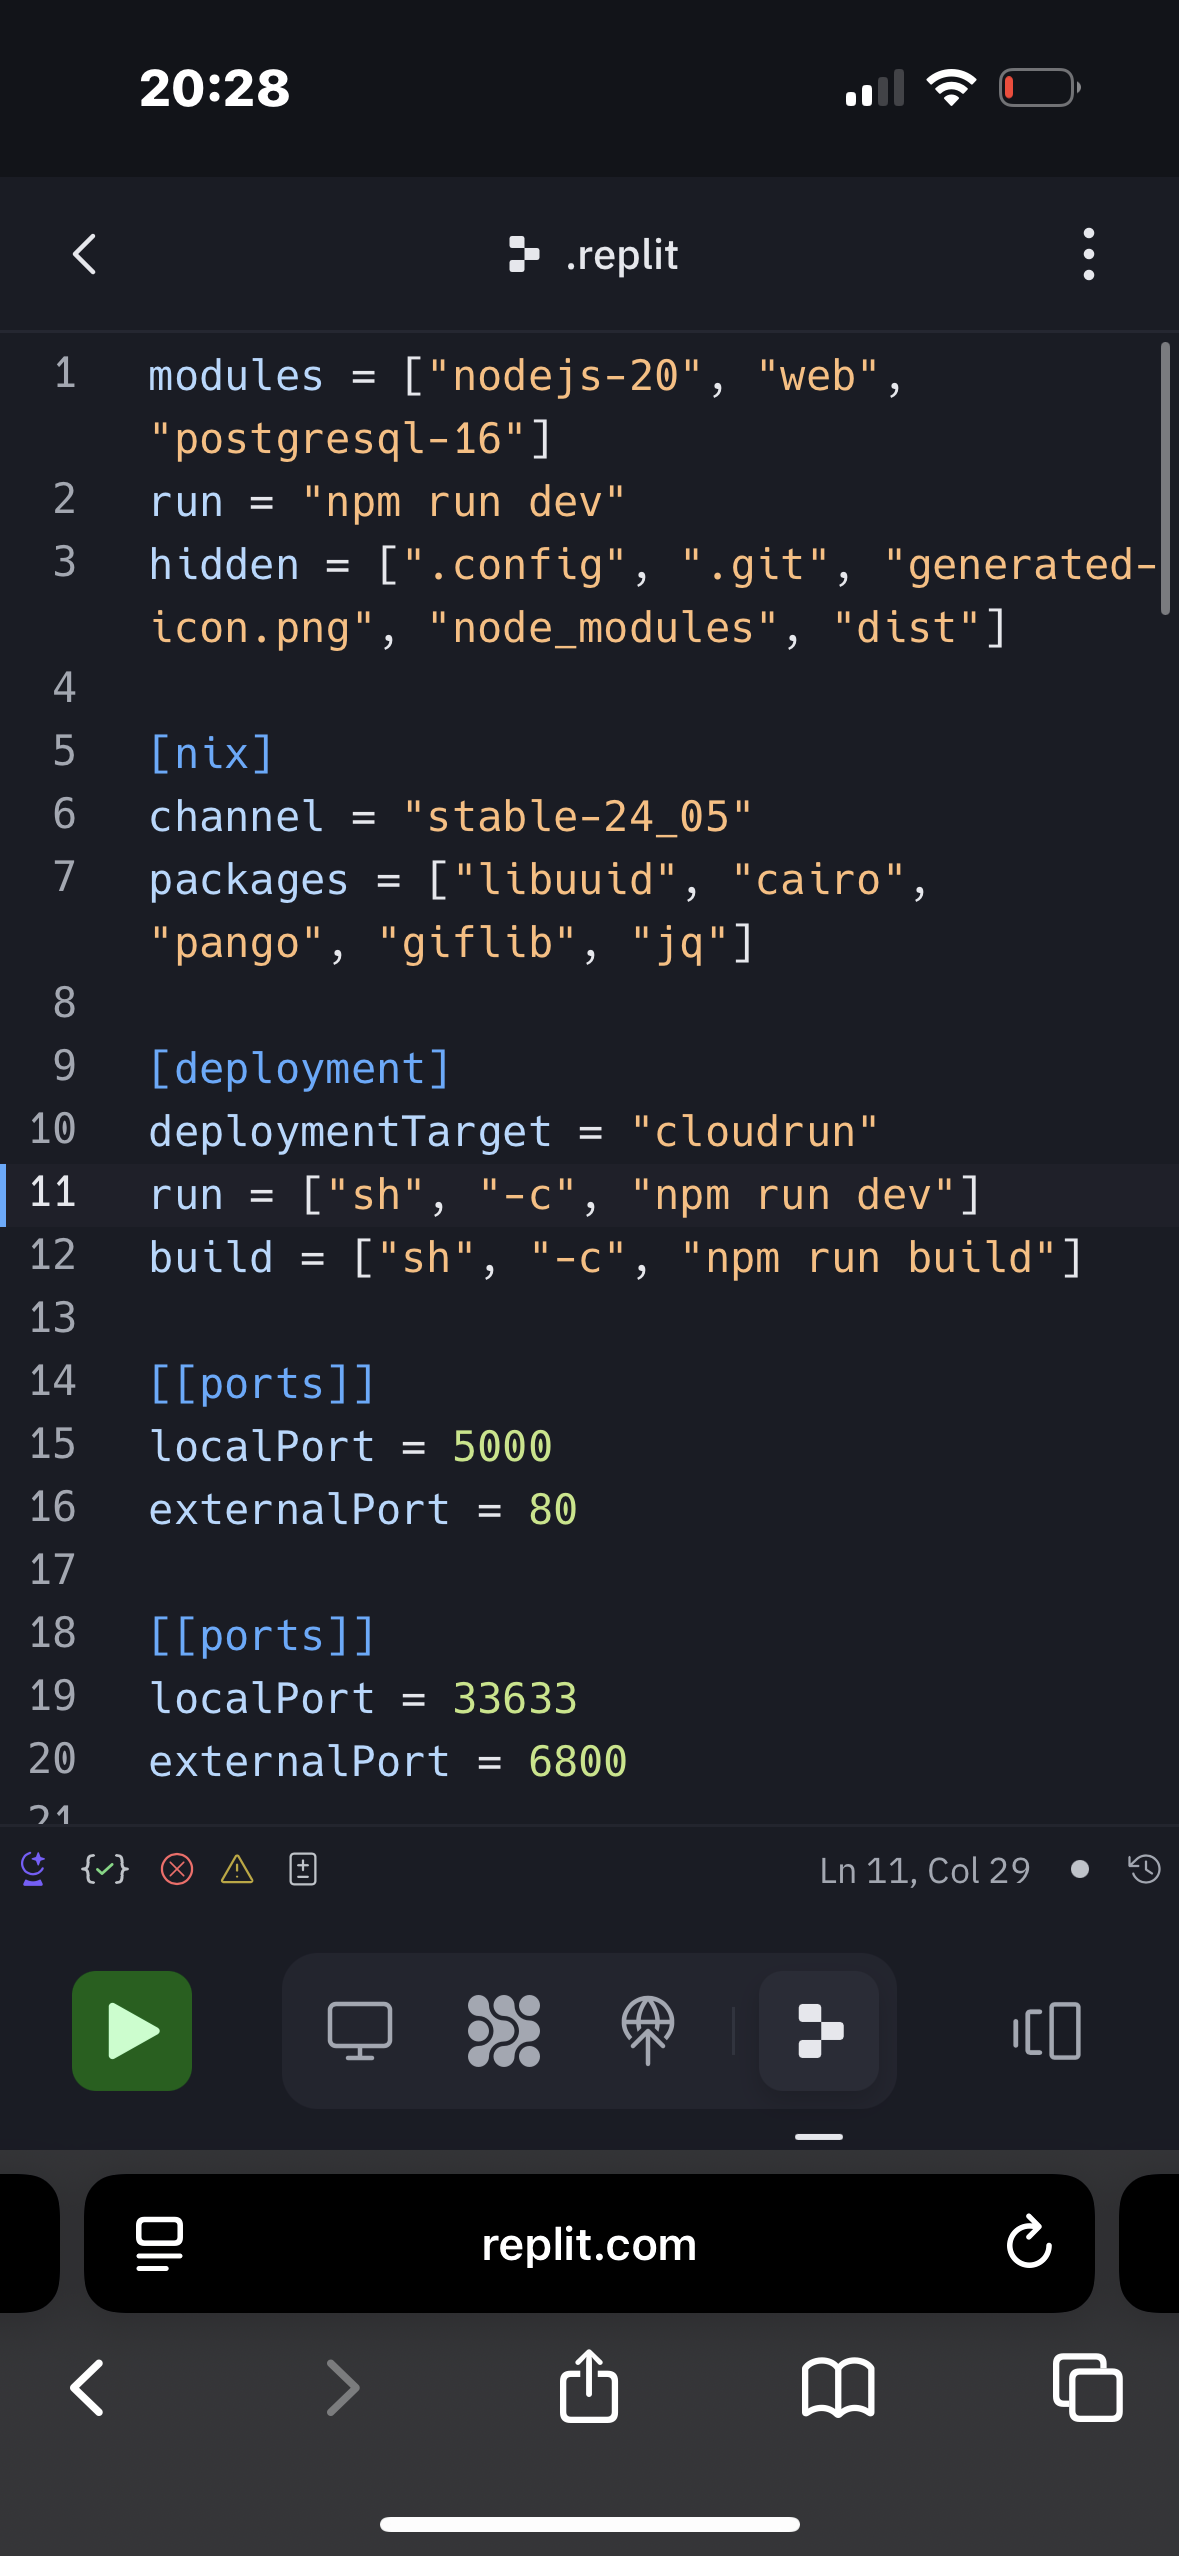 20:28
.replit
1 modules = ["nodejs-20", "web",
"postgresql-16"]
2 run = "npm run dev"
3 hidden = [".config", ".git", "generated-
icon.png", "node_modules", "dist"]
4
5 [nix]
6 channel = "stable-24_05"
7 packages = ["libuuid", "cairo",
"pango", "giflib", "jq"]
8
9 [deployment]
10 deploymentTarget = "cloudrun"
11 run = ["sh", "-c", "npm run dev"]
12 build = ["sh", "-c", "npm run build"]
13
14 [[ports]]
15 localPort = 5000
16 externalPort = 80
17
18 [[ports]]
19 localPort = 33633
20 externalPort = 6800
21
Ln 11, Col 29
replit.com